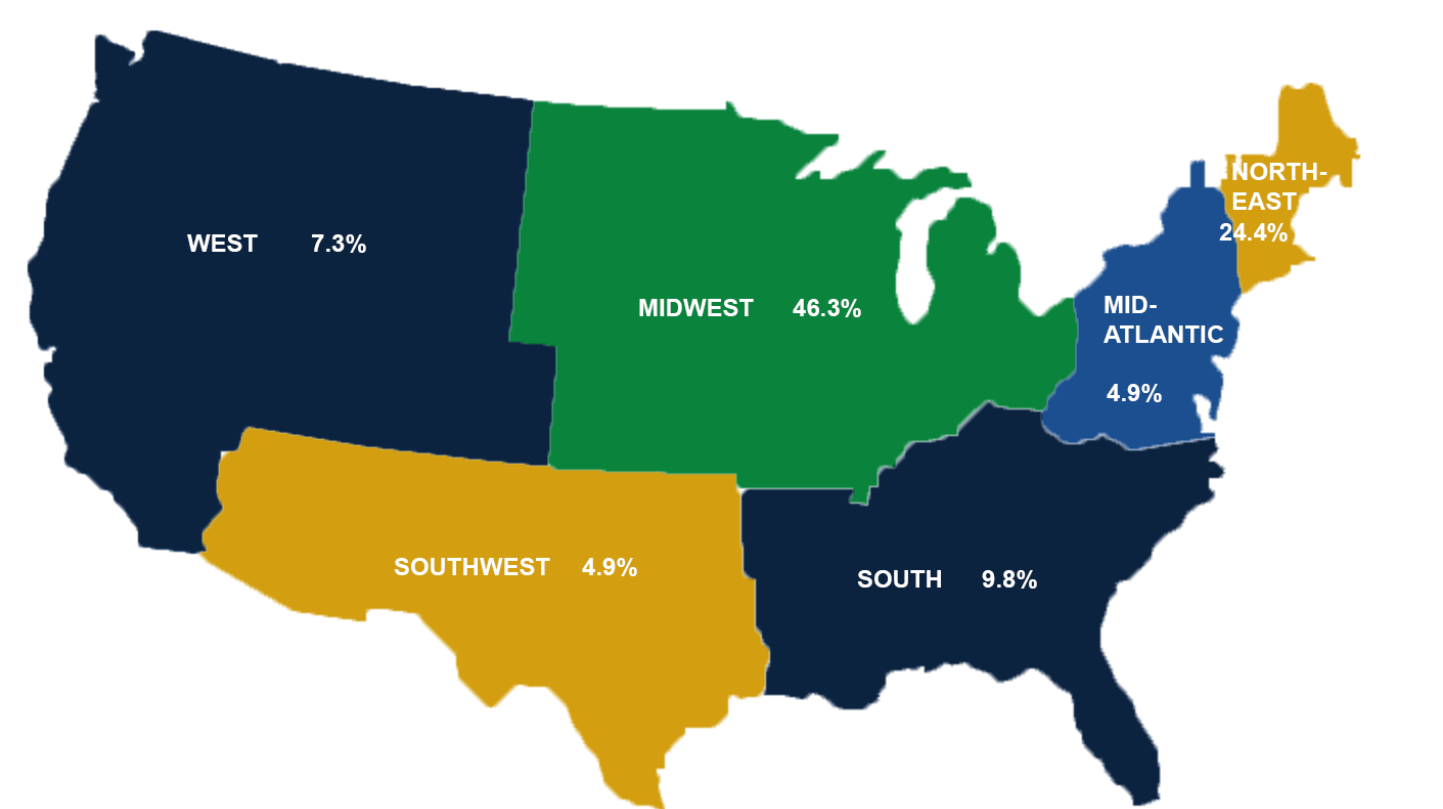 NORTH-
EAST
24.4%
WEST 7.3%
MIDWEST 46.3%
MID-
ATLANTIC
4.9%
SOUTHWEST 4.9%
SOUTH 9.8%